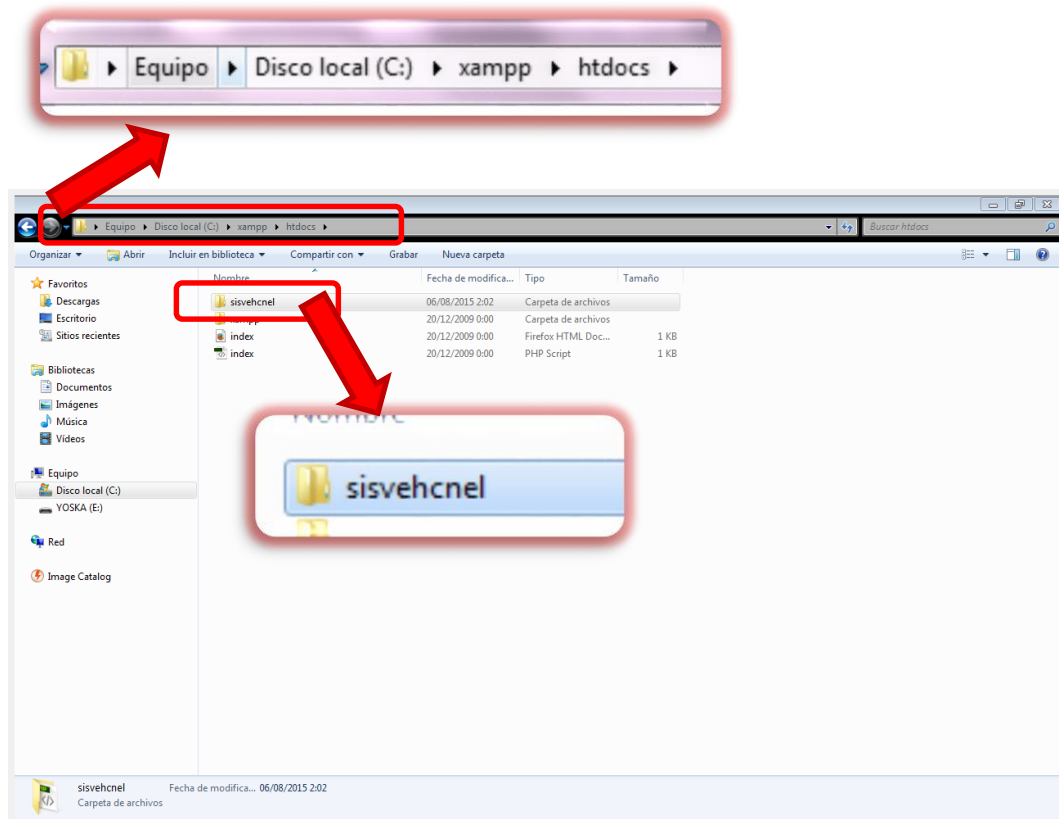 Equipo Disco local (C:) xampp htdocs
Equipo Disco local (C:) xampp htdocs Buscar htdocs
Organizar Abrir Incluir en biblioteca Compartir con Grabar Nueva carpeta
Favoritos
Descargas
Escritorio
Sitios recientes
Bibliotecas
Documentos
Imágenes
Música
Vídeos
Equipo
Disco local (C:)
YOSKA (E:)
Red
Image Catalog
Nombre Fecha de modifica... Tipo Tamaño
sisvehcnel 06/08/2015 2:02 Carpeta de archivos
xampp 20/12/2009 0:00 Carpeta de archivos
index 20/12/2009 0:00 Firefox HTML Doc... 1 KB
index 20/12/2009 0:00 PHP Script 1 KB
Nombre
sisvehcnel
sisvehcnel Fecha de modifica... 06/08/2015 2:02
Carpeta de archivos